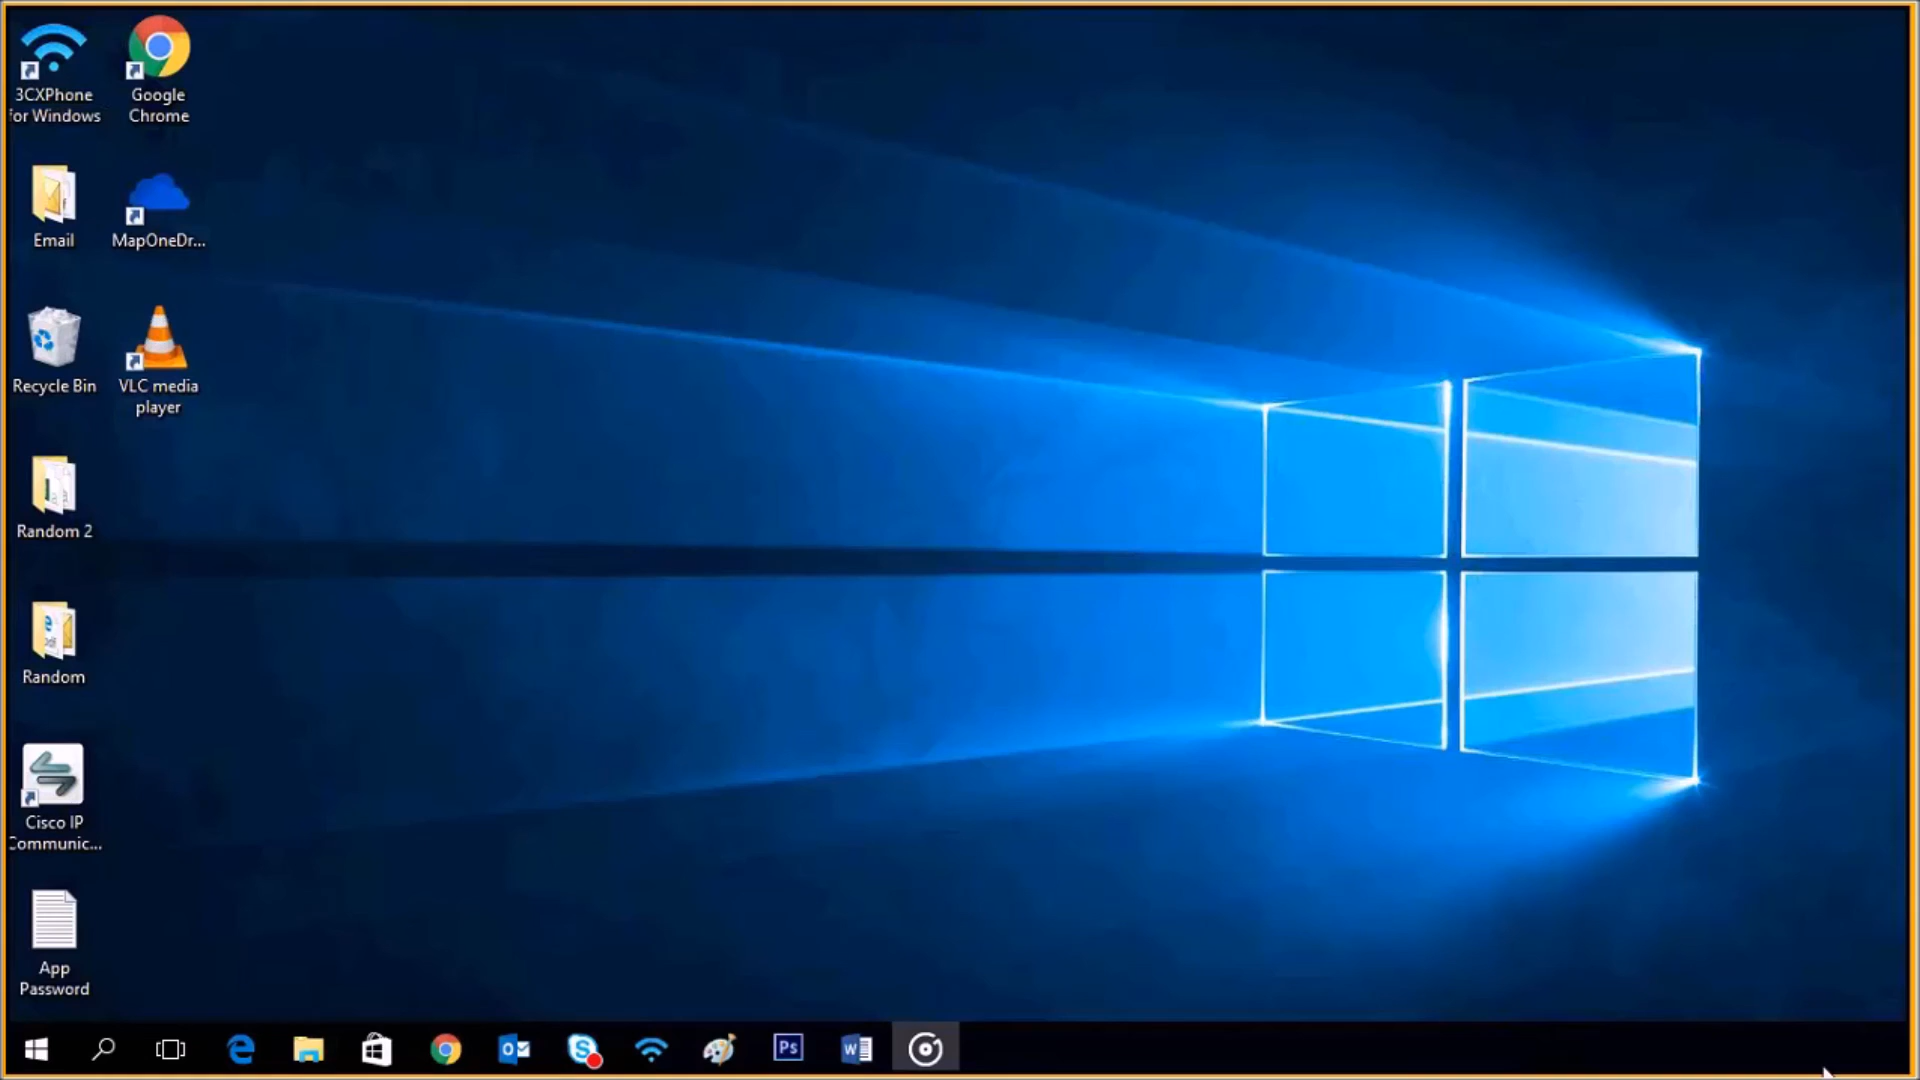 3CXPhone
for Windows
Google
Chrome
Email
MapOneDr...
Recycle Bin
VLC media
player
Random 2
Random
Cisco IP
Communic...
App
Password
Ps